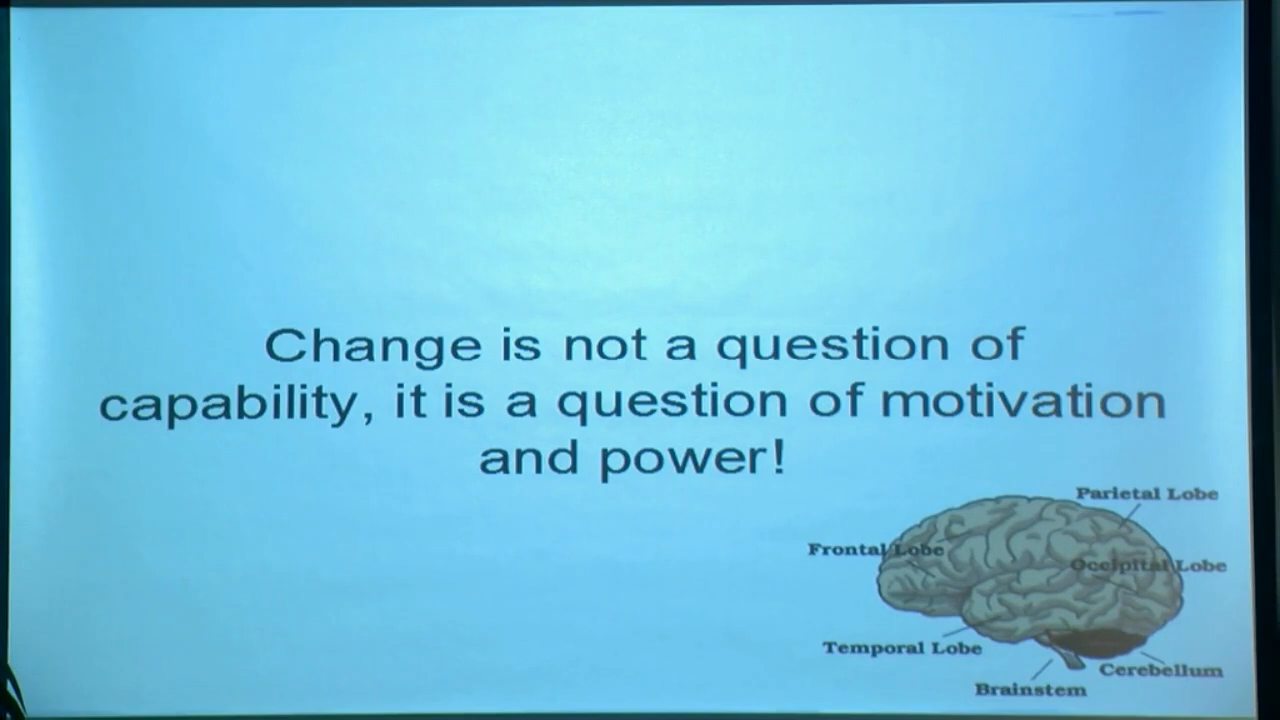 Change is not a question of
capability, it is a question of motivation
and power!
Parietal Lobe
Frontal Lobe
Occipital Lobe
Temporal Lobe
Cerebellum
Brainstem